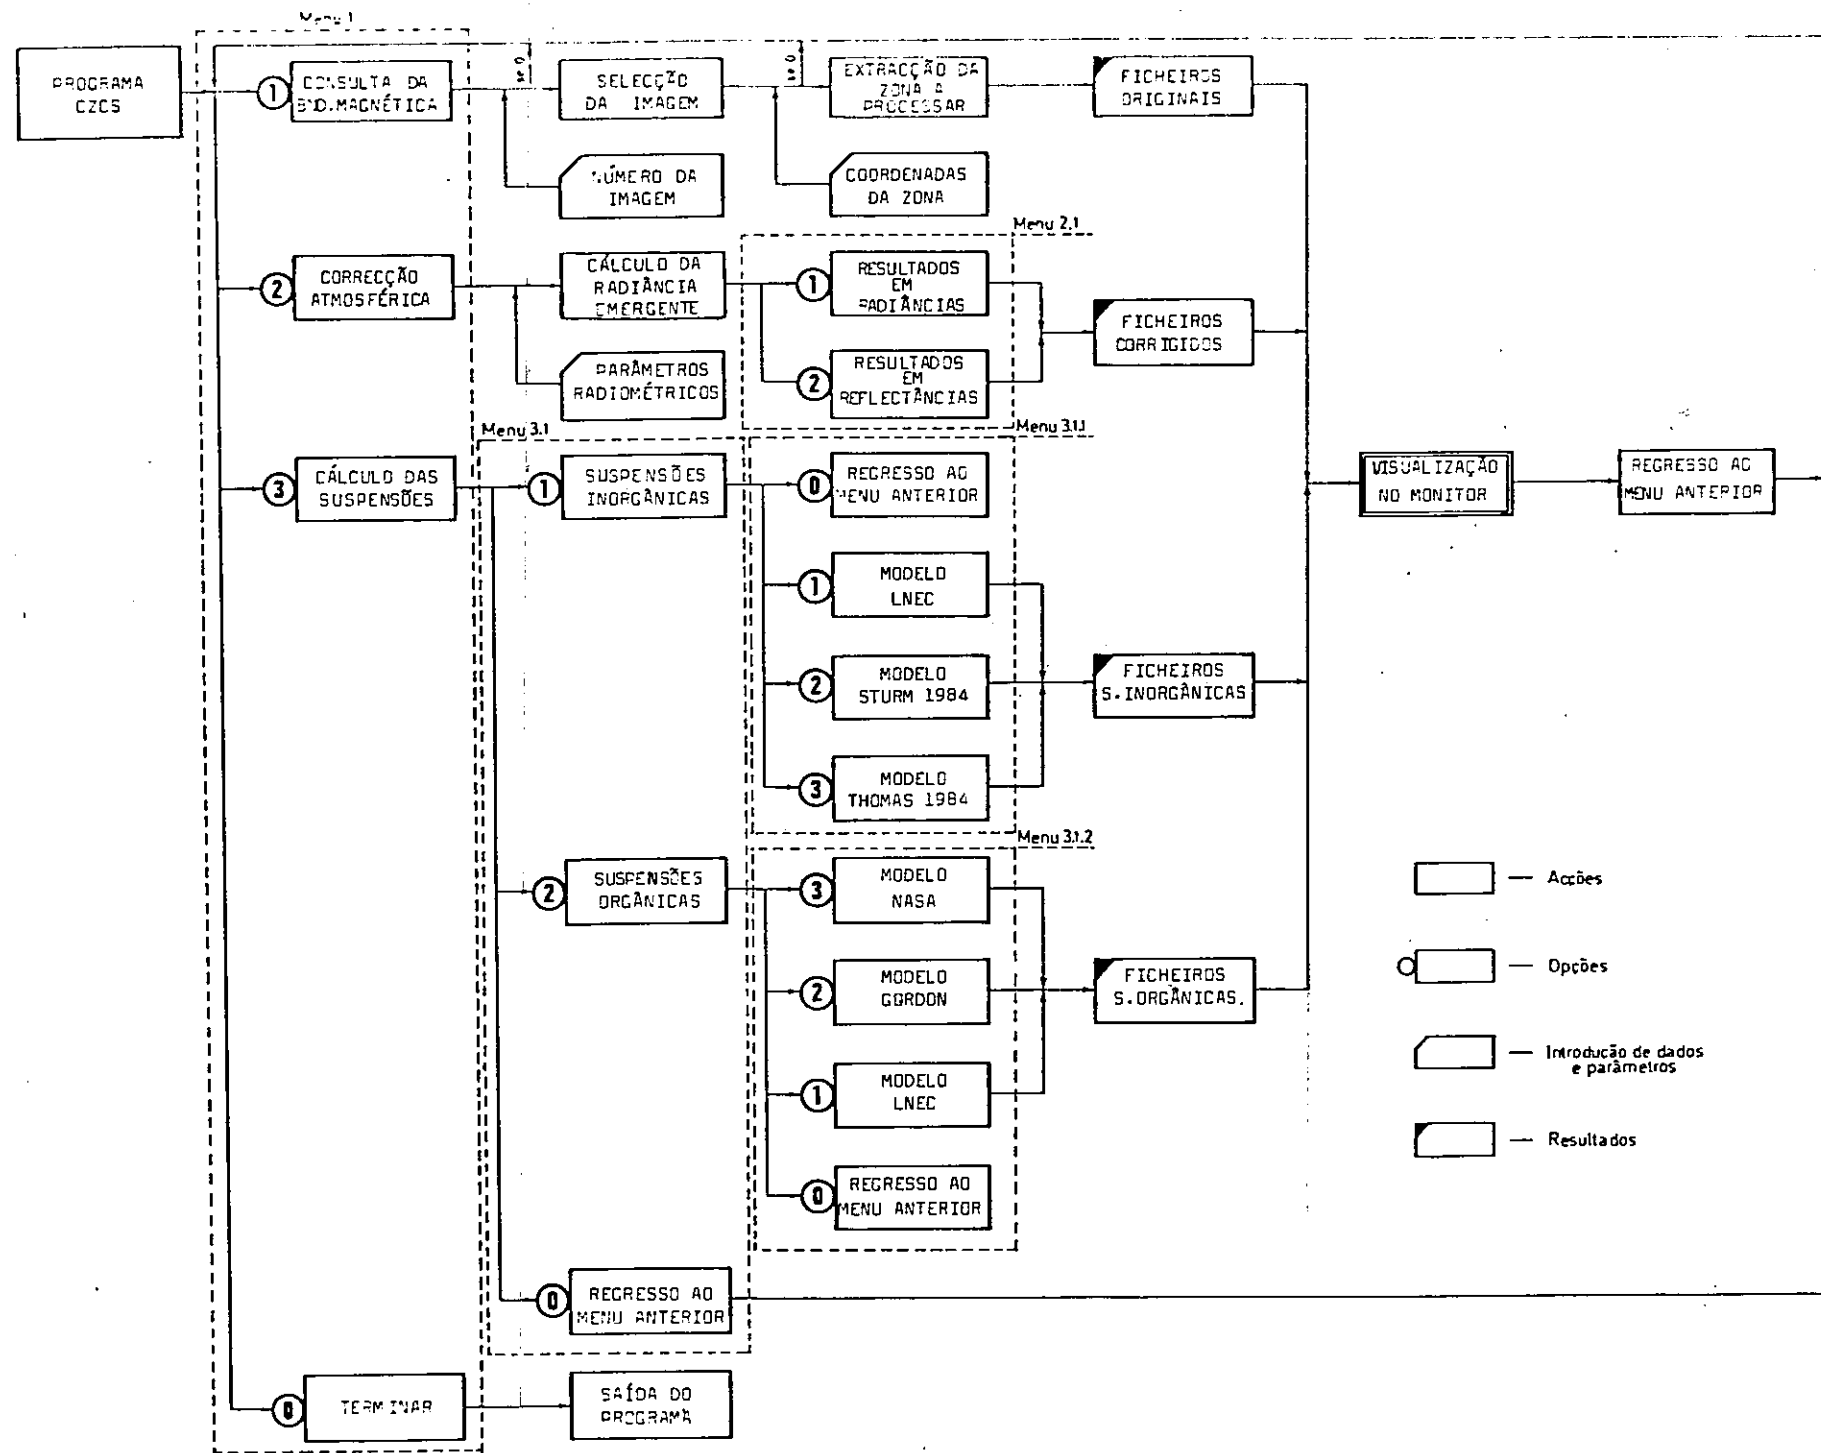 Menu 1
PROGRAMA
CZCS
1
CONSULTA DA
BND.MAGNÉTICA
se 0
SELECÇÃO
DA IMAGEM
se 0
EXTRACÇÃO DA
ZONA A
PROCESSAR
FICHEIROS
ORIGINAIS
NÚMERO DA
IMAGEM
COORDENADAS
DA ZONA
Menu 2.1
2
CORRECÇÃO
ATMOSFÉRICA
CÁLCULO DA
RADIÂNCIA
EMERGENTE
1
RESULTADOS
EM
RADIÂNCIAS
FICHEIROS
CORRIGIDOS
PARÂMETROS
RADIOMÉTRICOS
2
RESULTADOS
EM
REFLECTÂNCIAS
Menu 3.1
Menu 3.1.1
3
CÁLCULO DAS
SUSPENSÕES
1
SUSPENSÕES
INORGÂNICAS
0
REGRESSO AO
MENU ANTERIOR
VISUALIZAÇÃO
NO MONITOR
REGRESSO AO
MENU ANTERIOR
1
MODELO
LNEC
2
MODELO
STURM 1984
FICHEIROS
S.INORGÂNICAS
3
MODELO
THOMAS 1984
Menu 3.1.2
2
SUSPENSÕES
ORGÂNICAS
3
MODELO
NASA
2
MODELO
GORDON
FICHEIROS
S.ORGÂNICAS.
1
MODELO
LNEC
0
REGRESSO AO
MENU ANTERIOR
0
REGRESSO AO
MENU ANTERIOR
0
TERMINAR
SAÍDA DO
PROGRAMA
— Acções
— Opções
— Introdução de dados
e parâmetros
— Resultados